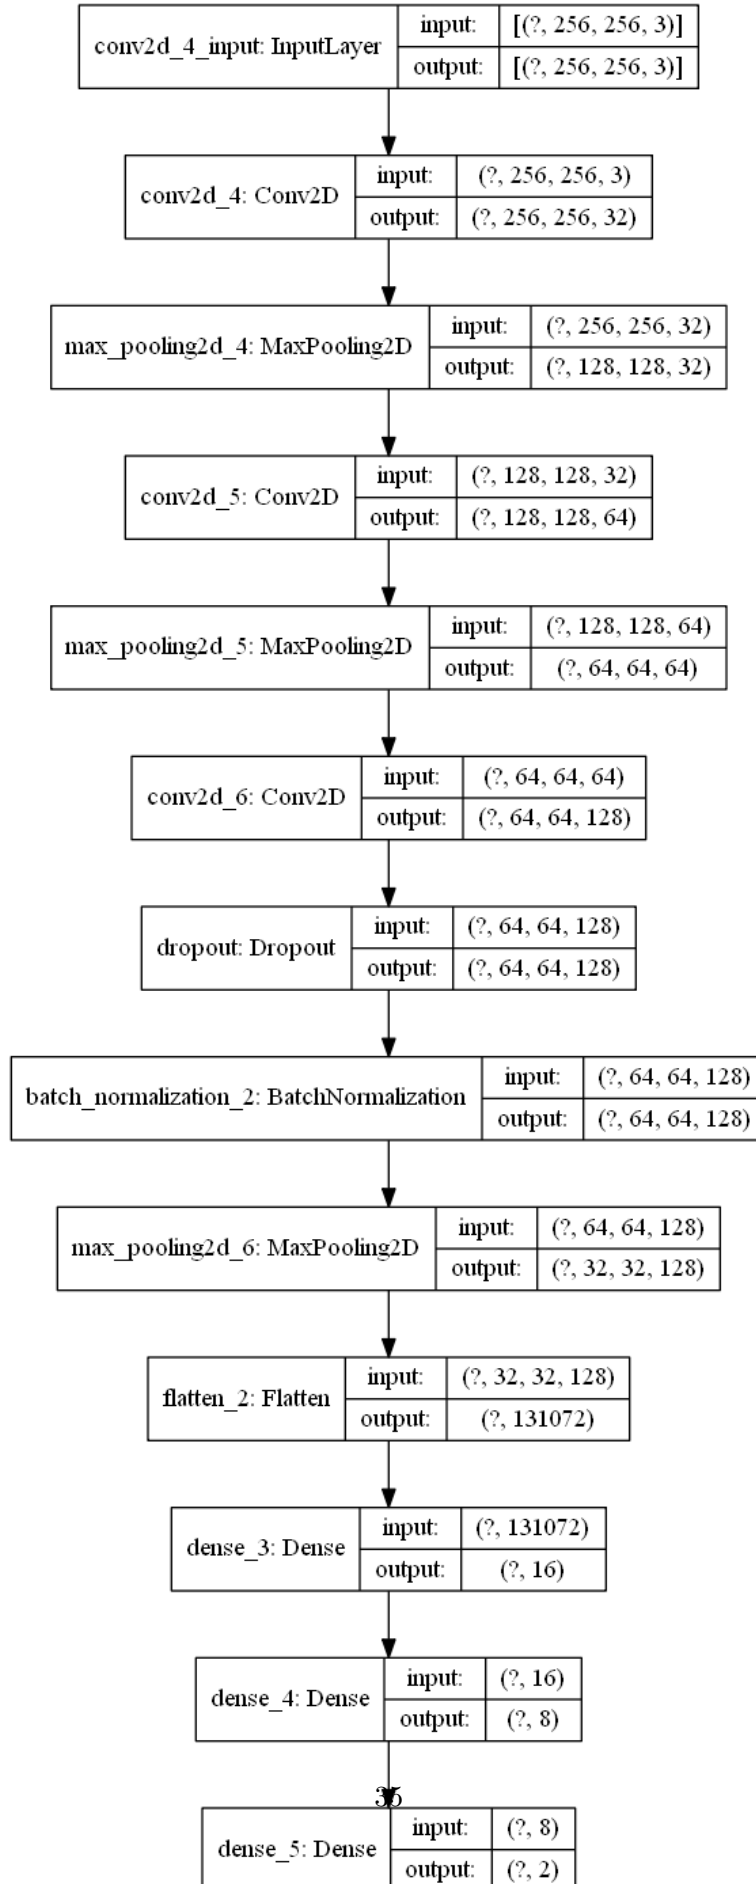 conv2d_4_input: InputLayer
input: [(?, 256, 256, 3)]
output: [(?, 256, 256, 3)]
conv2d_4: Conv2D
input: (?, 256, 256, 3)
output: (?, 256, 256, 32)
max_pooling2d_4: MaxPooling2D
input: (?, 256, 256, 32)
output: (?, 128, 128, 32)
conv2d_5: Conv2D
input: (?, 128, 128, 32)
output: (?, 128, 128, 64)
max_pooling2d_5: MaxPooling2D
input: (?, 128, 128, 64)
output: (?, 64, 64, 64)
conv2d_6: Conv2D
input: (?, 64, 64, 64)
output: (?, 64, 64, 128)
dropout: Dropout
input: (?, 64, 64, 128)
output: (?, 64, 64, 128)
batch_normalization_2: BatchNormalization
input: (?, 64, 64, 128)
output: (?, 64, 64, 128)
max_pooling2d_6: MaxPooling2D
input: (?, 64, 64, 128)
output: (?, 32, 32, 128)
flatten_2: Flatten
input: (?, 32, 32, 128)
output: (?, 131072)
dense_3: Dense
input: (?, 131072)
output: (?, 16)
dense_4: Dense
input: (?, 16)
output: (?, 8)
35
dense_5: Dense
input: (?, 8)
output: (?, 2)